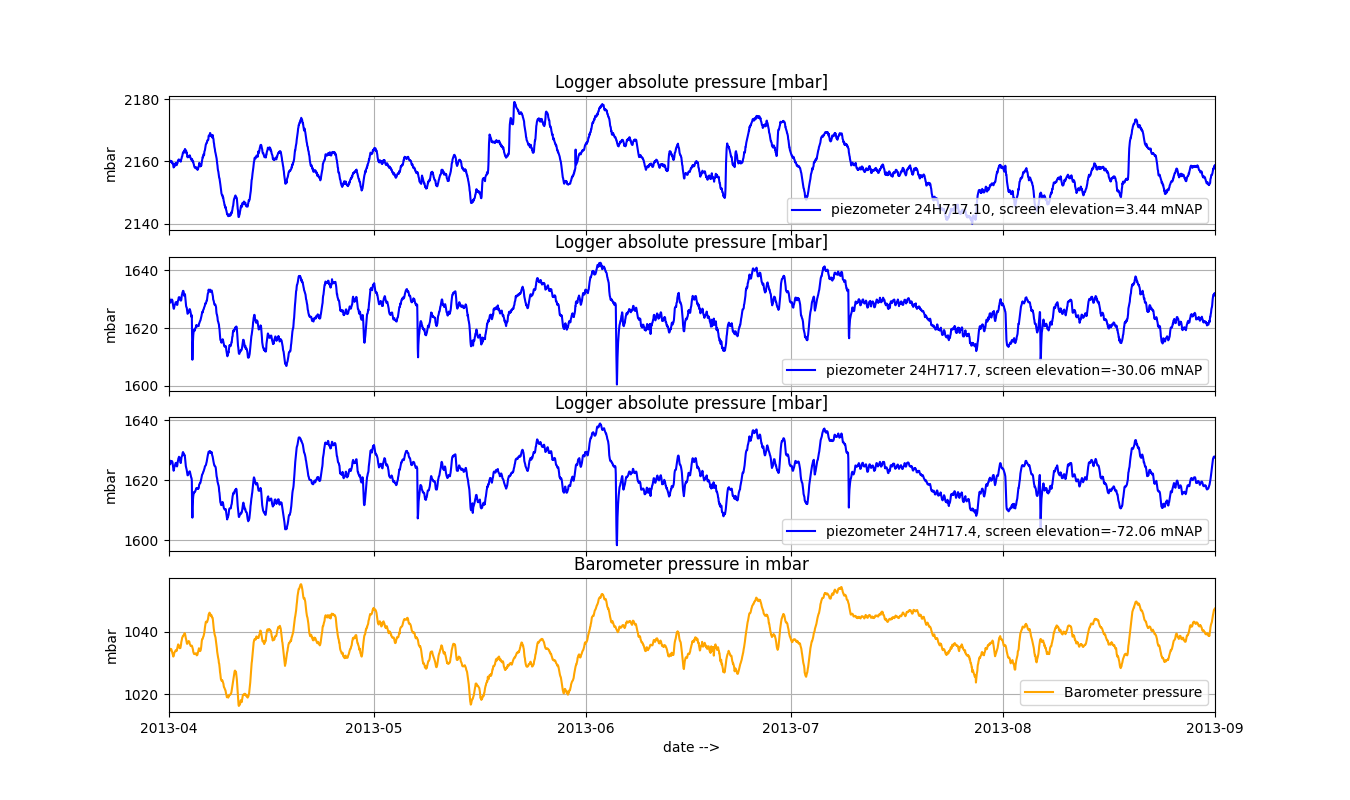 Logger absolute pressure [mbar]
2180
2160
2140
mbar
piezometer 24H717.10, screen elevation=3.44 mNAP
Logger absolute pressure [mbar]
1640
1620
1600
mbar
piezometer 24H717.7, screen elevation=-30.06 mNAP
Logger absolute pressure [mbar]
1640
1620
1600
mbar
piezometer 24H717.4, screen elevation=-72.06 mNAP
Barometer pressure in mbar
1040
1020
mbar
Barometer pressure
2013-04 2013-05 2013-06 2013-07 2013-08 2013-09
date -->